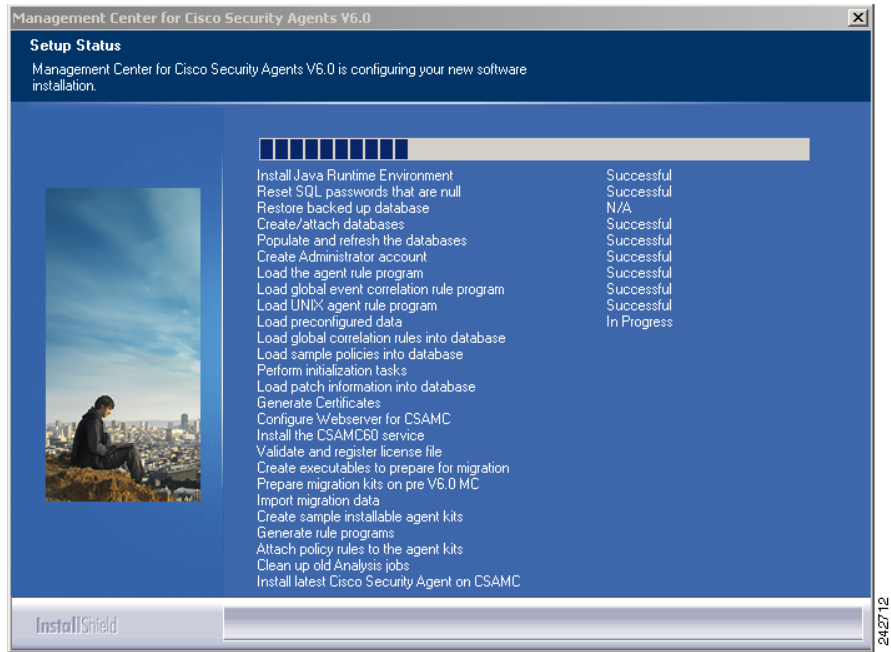 Management Center for Cisco Security Agents V6.0
Setup Status
Management Center for Cisco Security Agents V6.0 is configuring your new software
installation.
Install Java Runtime Environment Successful
Reset SQL passwords that are null Successful
Restore backed up database N/A
Create/attach databases Successful
Populate and refresh the databases Successful
Create Administrator account Successful
Load the agent rule program Successful
Load global event correlation rule program Successful
Load UNIX agent rule program Successful
Load preconfigured data In Progress
Load global correlation rules into database
Load sample policies into database
Perform initialization tasks
Load patch information into database
Generate Certificates
Configure Webserver for CSAMC
Install the CSAMC60 service
Validate and register license file
Create executables to prepare for migration
Prepare migration kits on pre V6.0 MC
Import migration data
Create sample installable agent kits
Generate rule programs
Attach policy rules to the agent kits
Clean up old Analysis jobs
Install latest Cisco Security Agent on CSAMC
InstallShield
242712